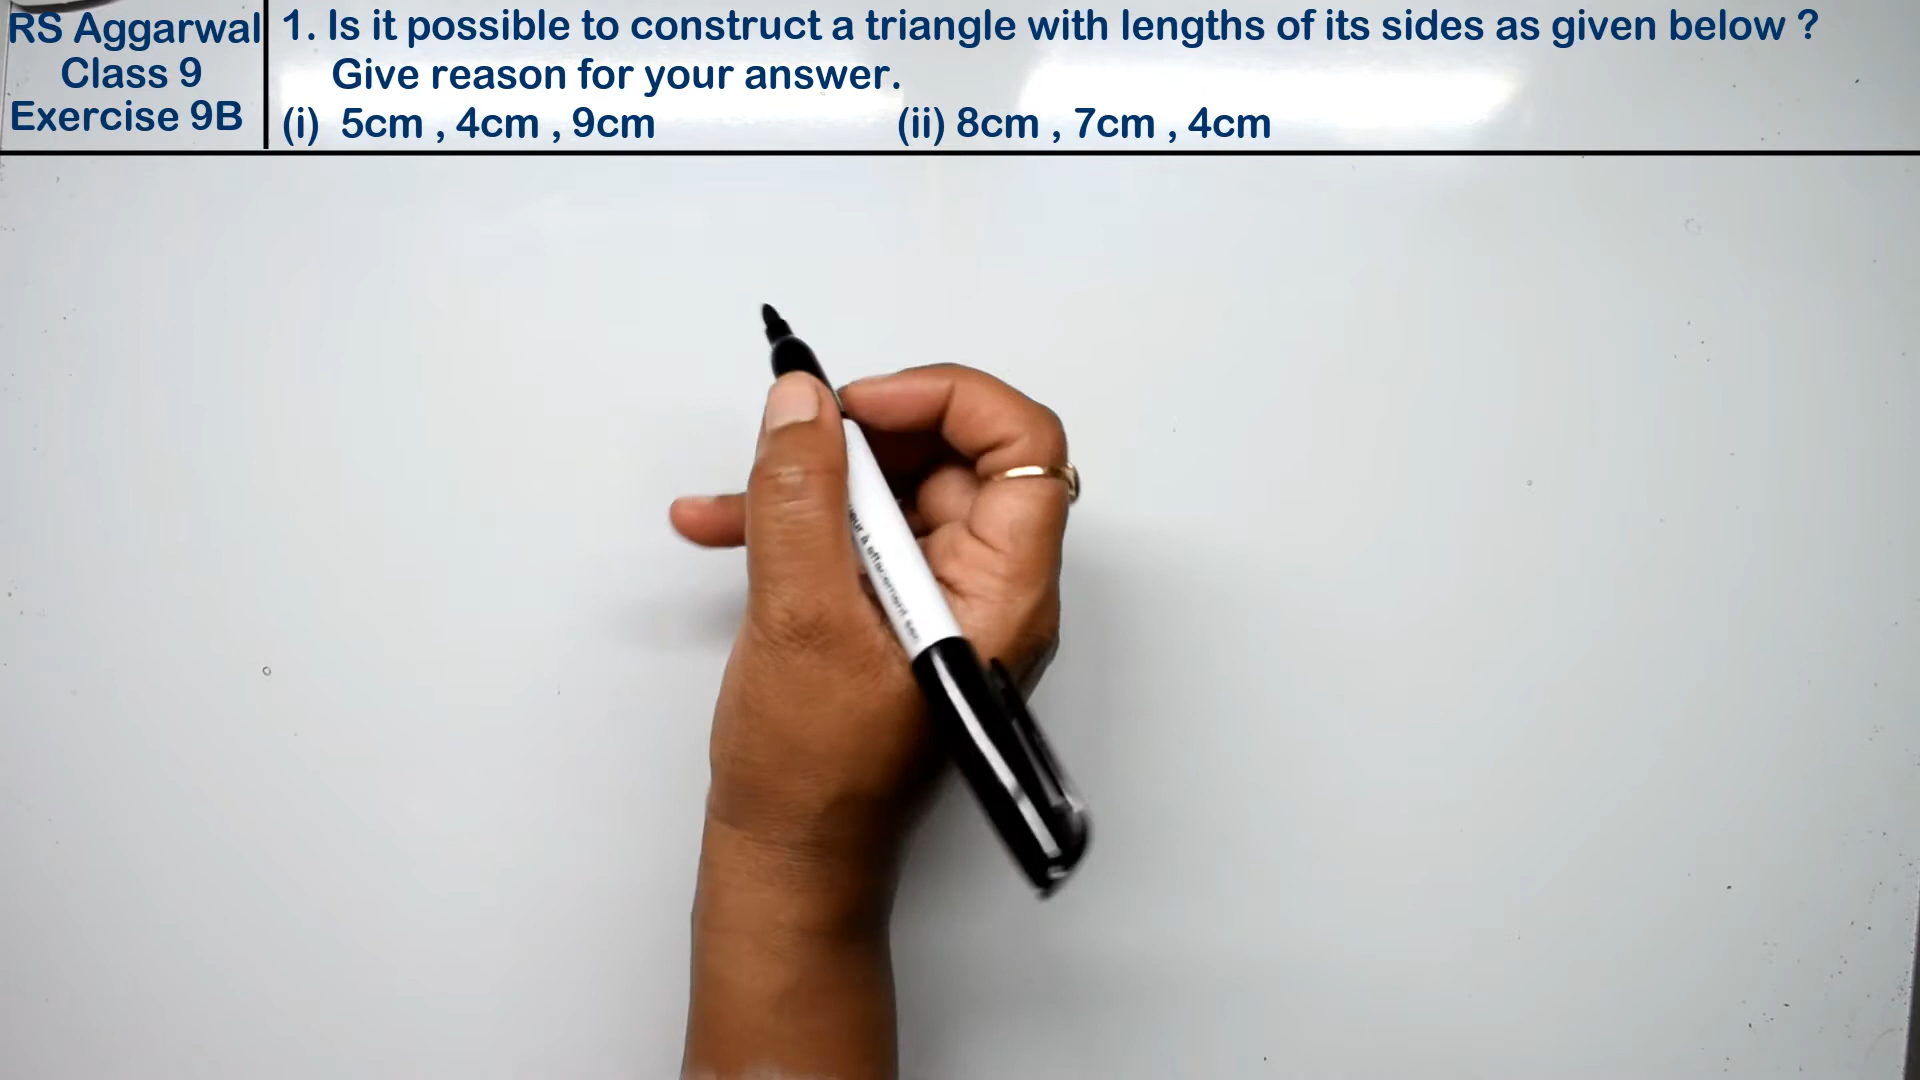 RS Aggarwal
Class 9
Exercise 9B
1. Is it possible to construct a triangle with lengths of its sides as given below ?
Give reason for your answer.
(i) 5cm , 4cm , 9cm (ii) 8cm , 7cm , 4cm